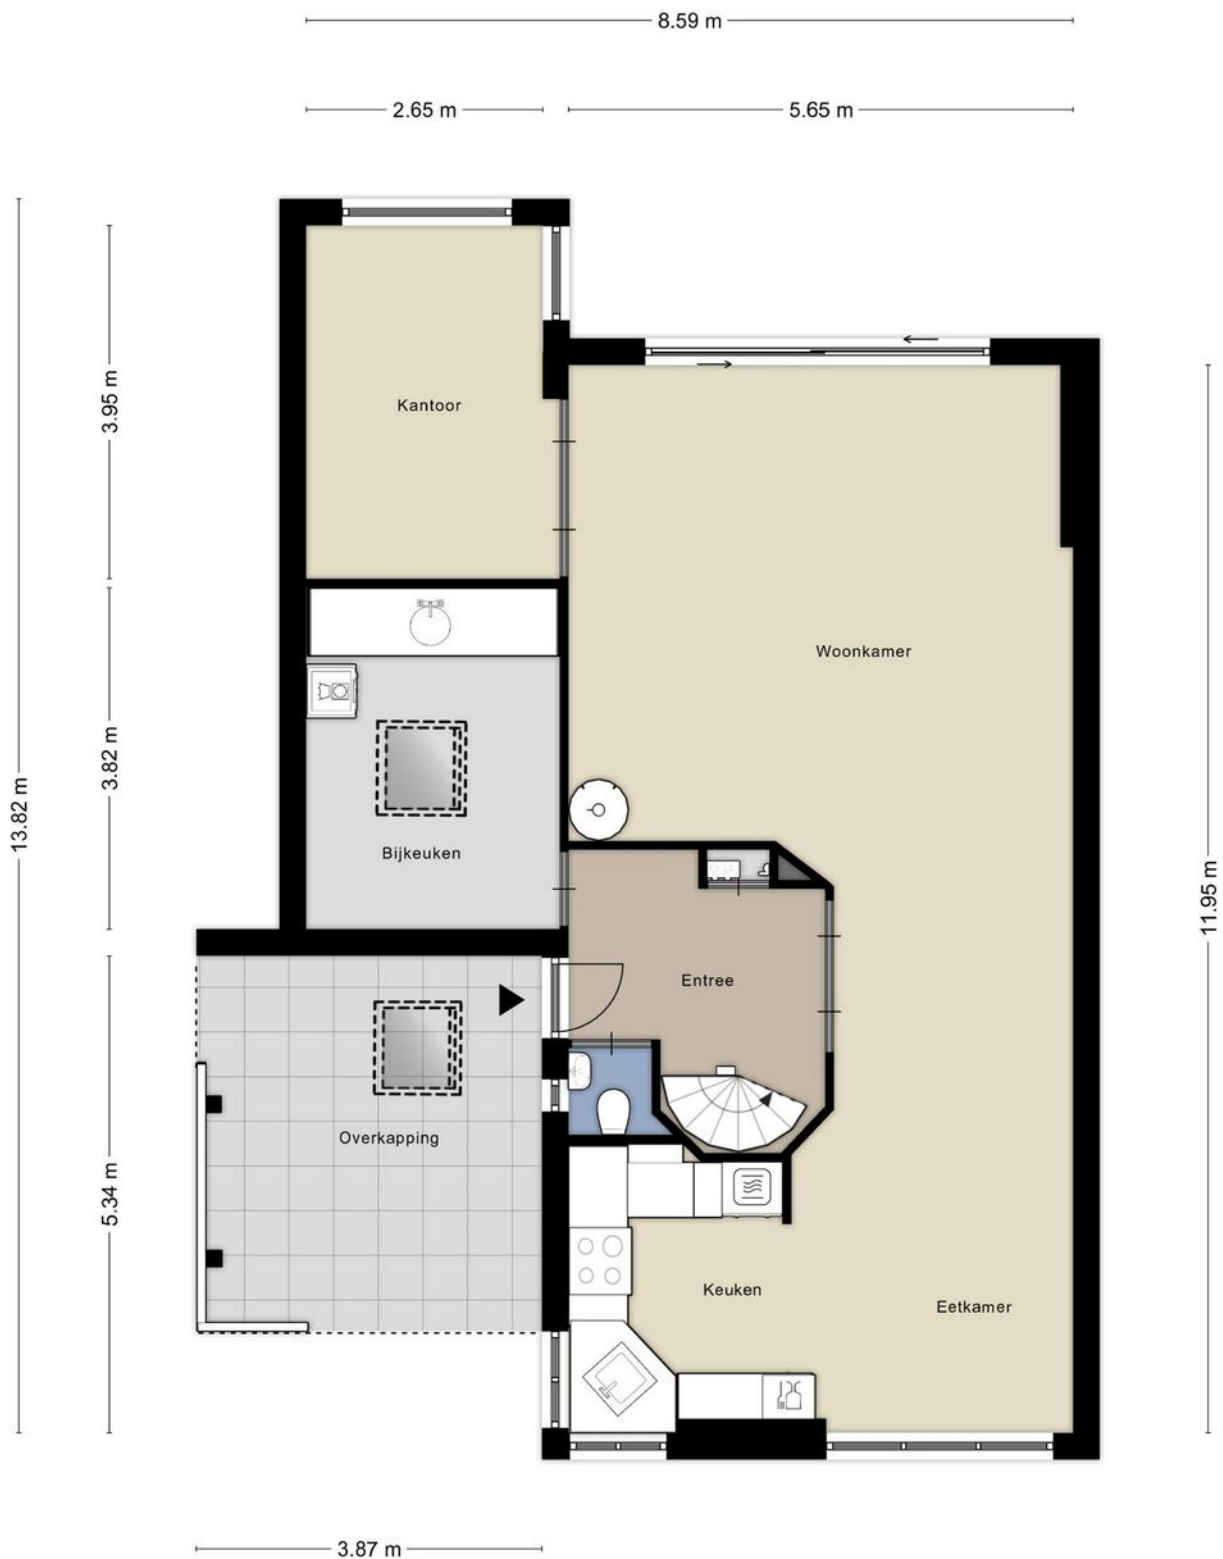 8.59 m
2.65 m
5.65 m
3.95 m
Kantoor
Woonkamer
3.82 m
13.82 m
Bijkeuken
11.95 m
Entree
Overkapping
5.34 m
Keuken
Eetkamer
3.87 m